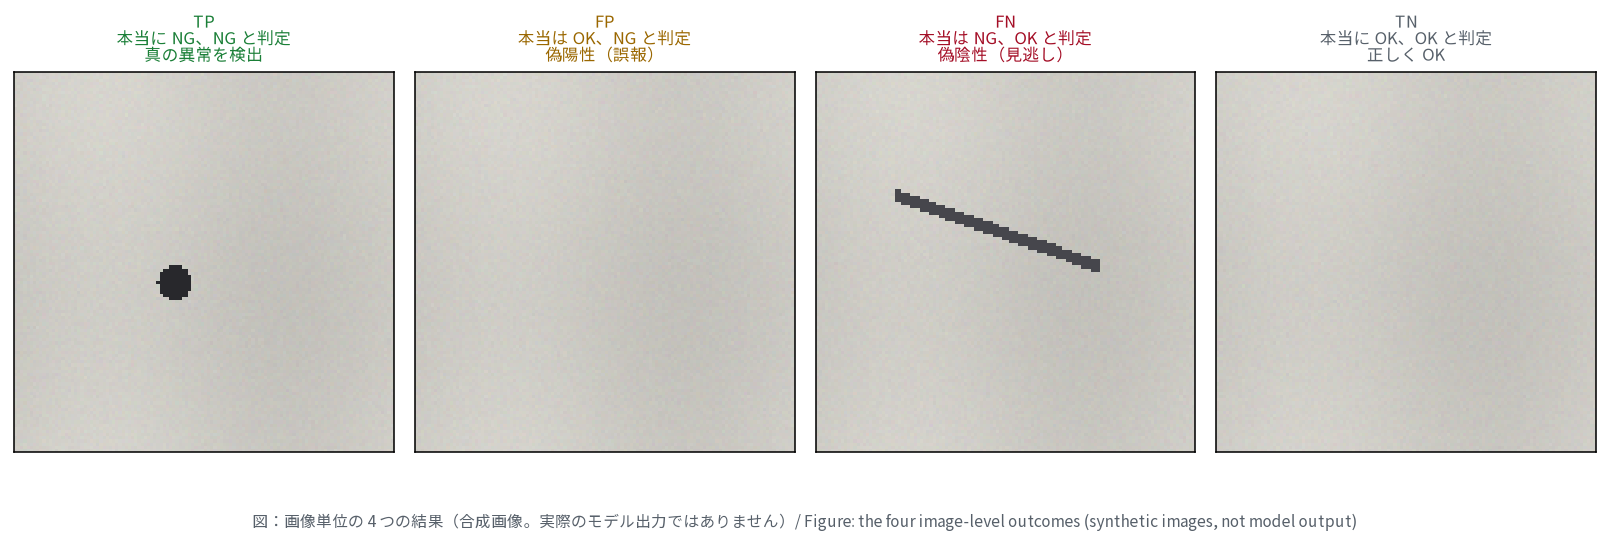 TP
本当に NG、NG と判定
真の異常を検出
FP
本当は OK、NG と判定
偽陽性（誤報）
FN
本当は NG、OK と判定
偽陰性（見逃し）
TN
本当に OK、OK と判定
正しく OK
図：画像単位の 4 つの結果（合成画像。実際のモデル出力ではありません）/ Figure: the four image-level outcomes (synthetic images, not model output)